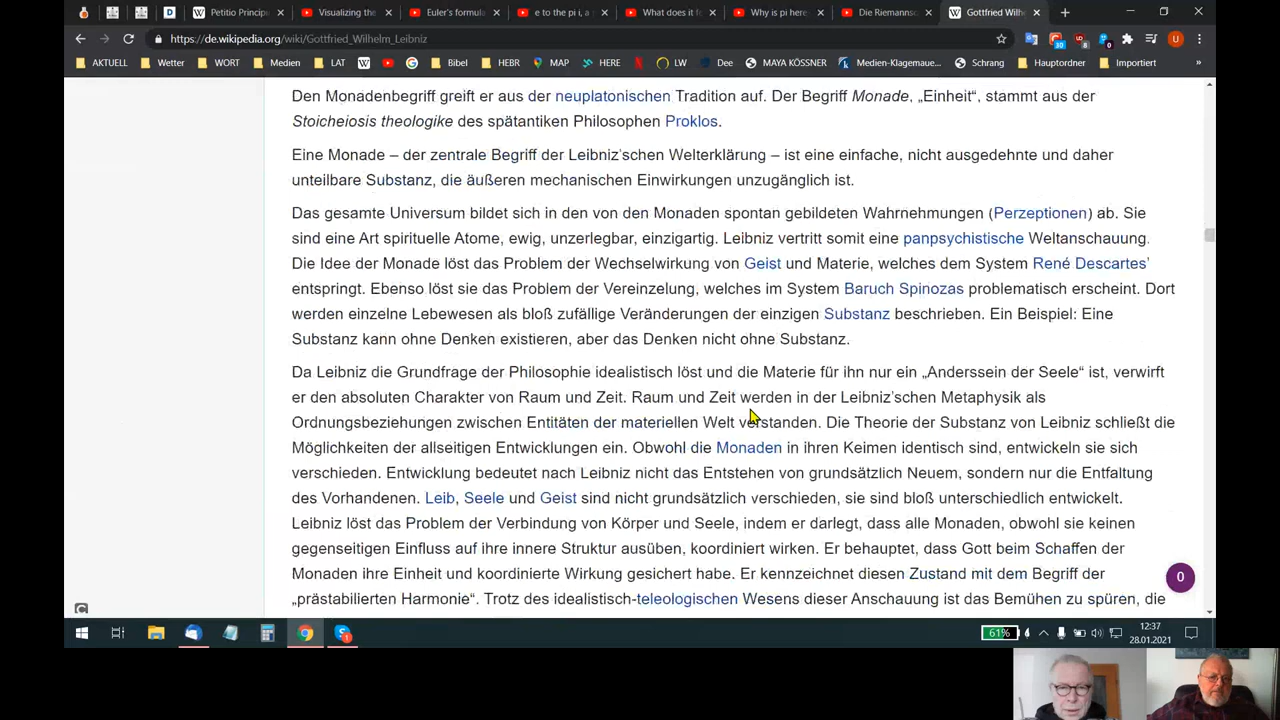 Petitio Principe
Visualizing the
Euler's formula
e to the pi i, a
What does it f
Why is pi here
Die Riemannsc
Gottfried Wilh
https://de.wikipedia.org/wiki/Gottfried_Wilhelm_Leibniz
AKTUELL Wetter WORT Medien LAT Bibel HEBR MAP HERE LW Dee MAYA KÖSSNER Medien-Klagemaue... Schrang Hauptordner Importiert
Den Monadenbegriff greift er aus der neuplatonischen Tradition auf. Der Begriff Monade, „Einheit“, stammt aus der
Stoicheiosis theologike des spätantiken Philosophen Proklos.
Eine Monade – der zentrale Begriff der Leibniz’schen Welterklärung – ist eine einfache, nicht ausgedehnte und daher
unteilbare Substanz, die äußeren mechanischen Einwirkungen unzugänglich ist.
Das gesamte Universum bildet sich in den von den Monaden spontan gebildeten Wahrnehmungen (Perzeptionen) ab. Sie
sind eine Art spirituelle Atome, ewig, unzerlegbar, einzigartig. Leibniz vertritt somit eine panpsychistische Weltanschauung.
Die Idee der Monade löst das Problem der Wechselwirkung von Geist und Materie, welches dem System René Descartes’
entspringt. Ebenso löst sie das Problem der Vereinzelung, welches im System Baruch Spinozas problematisch erscheint. Dort
werden einzelne Lebewesen als bloß zufällige Veränderungen der einzigen Substanz beschrieben. Ein Beispiel: Eine
Substanz kann ohne Denken existieren, aber das Denken nicht ohne Substanz.
Da Leibniz die Grundfrage der Philosophie idealistisch löst und die Materie für ihn nur ein „Anderssein der Seele“ ist, verwirft
er den absoluten Charakter von Raum und Zeit. Raum und Zeit werden in der Leibniz’schen Metaphysik als
Ordnungsbeziehungen zwischen Entitäten der materiellen Welt verstanden. Die Theorie der Substanz von Leibniz schließt die
Möglichkeiten der allseitigen Entwicklungen ein. Obwohl die Monaden in ihren Keimen identisch sind, entwickeln sie sich
verschieden. Entwicklung bedeutet nach Leibniz nicht das Entstehen von grundsätzlich Neuem, sondern nur die Entfaltung
des Vorhandenen. Leib, Seele und Geist sind nicht grundsätzlich verschieden, sie sind bloß unterschiedlich entwickelt.
Leibniz löst das Problem der Verbindung von Körper und Seele, indem er darlegt, dass alle Monaden, obwohl sie keinen
gegenseitigen Einfluss auf ihre innere Struktur ausüben, koordiniert wirken. Er behauptet, dass Gott beim Schaffen der
Monaden ihre Einheit und koordinierte Wirkung gesichert habe. Er kennzeichnet diesen Zustand mit dem Begriff der
„prästabilierten Harmonie“. Trotz des idealistisch-teleologischen Wesens dieser Anschauung ist das Bemühen zu spüren, die
0
61%
12:37
28.01.2021